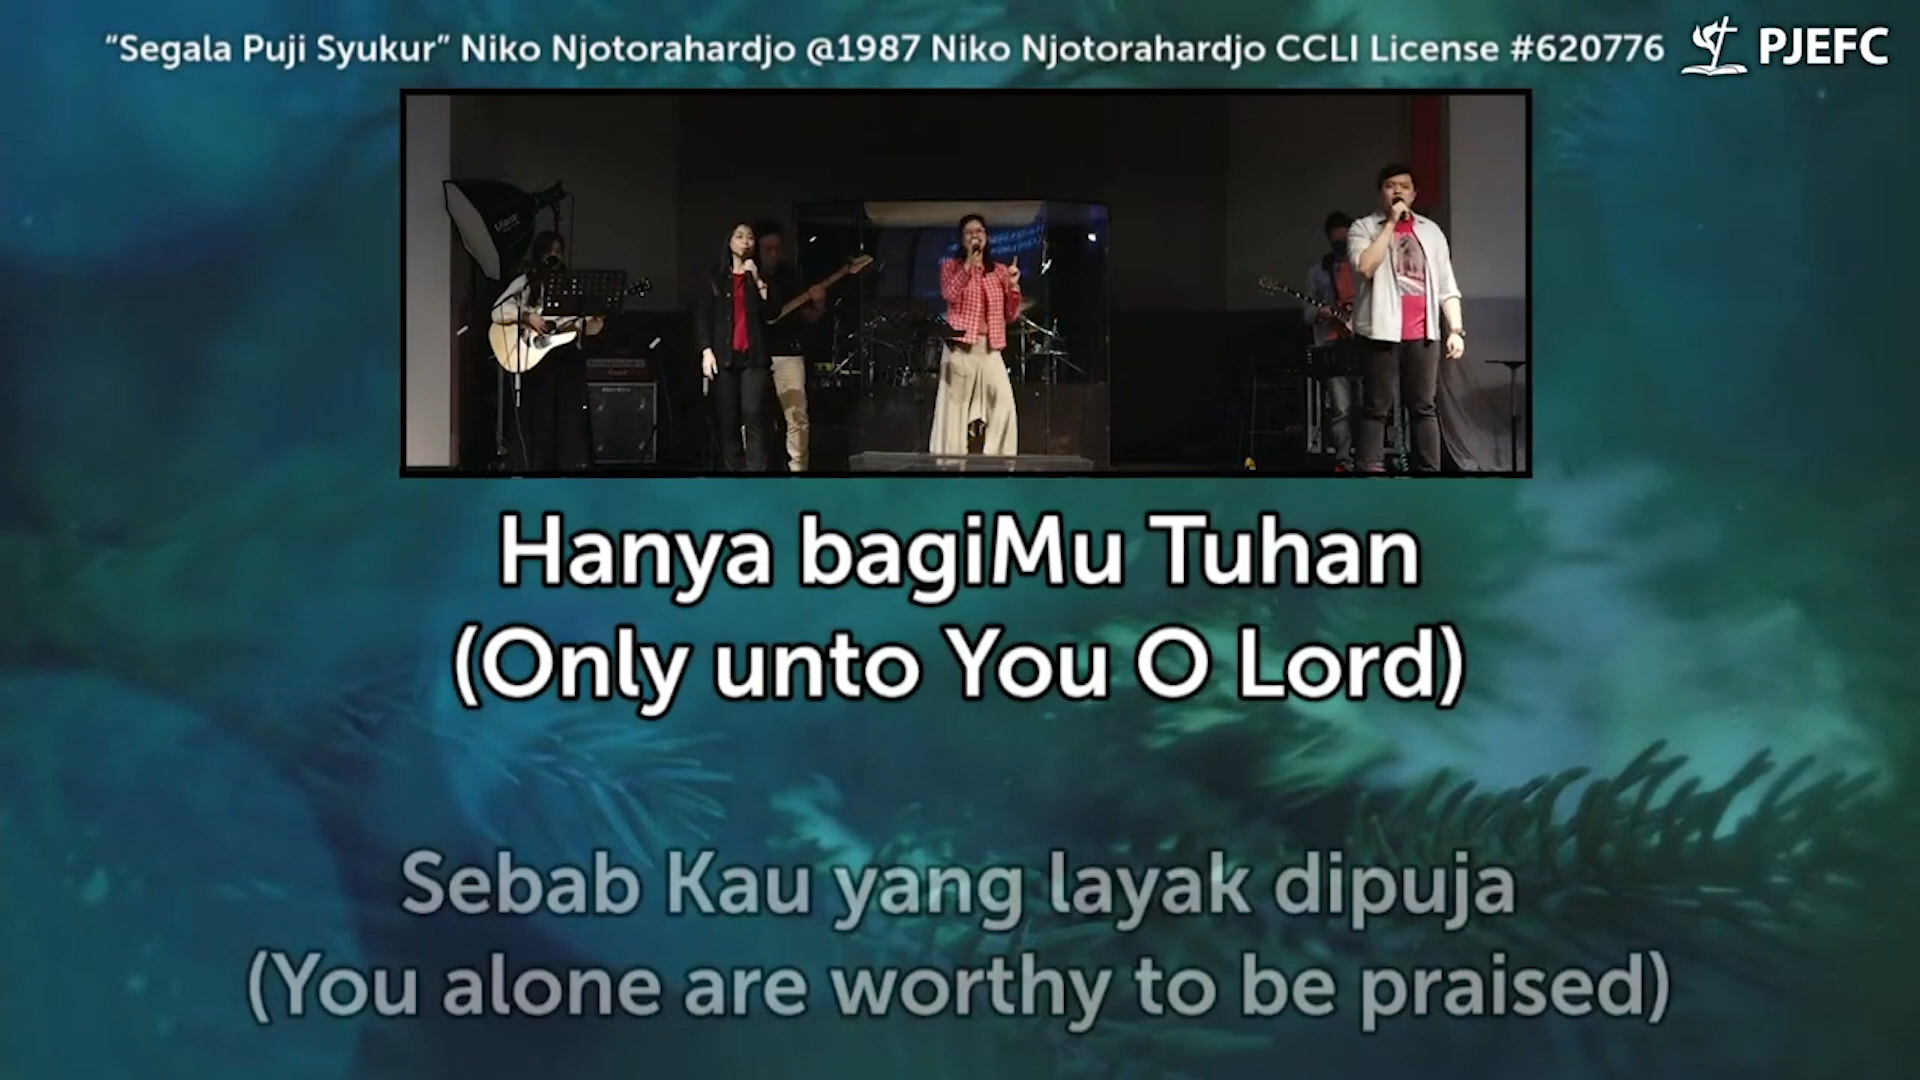 “Segala Puji Syukur” Niko Njotorahardjo @1987 Niko Njotorahardjo CCLI License #620776
PJEFC
Hanya bagiMu Tuhan
(Only unto You O Lord)
Sebab Kau yang layak dipuja
(You alone are worthy to be praised)